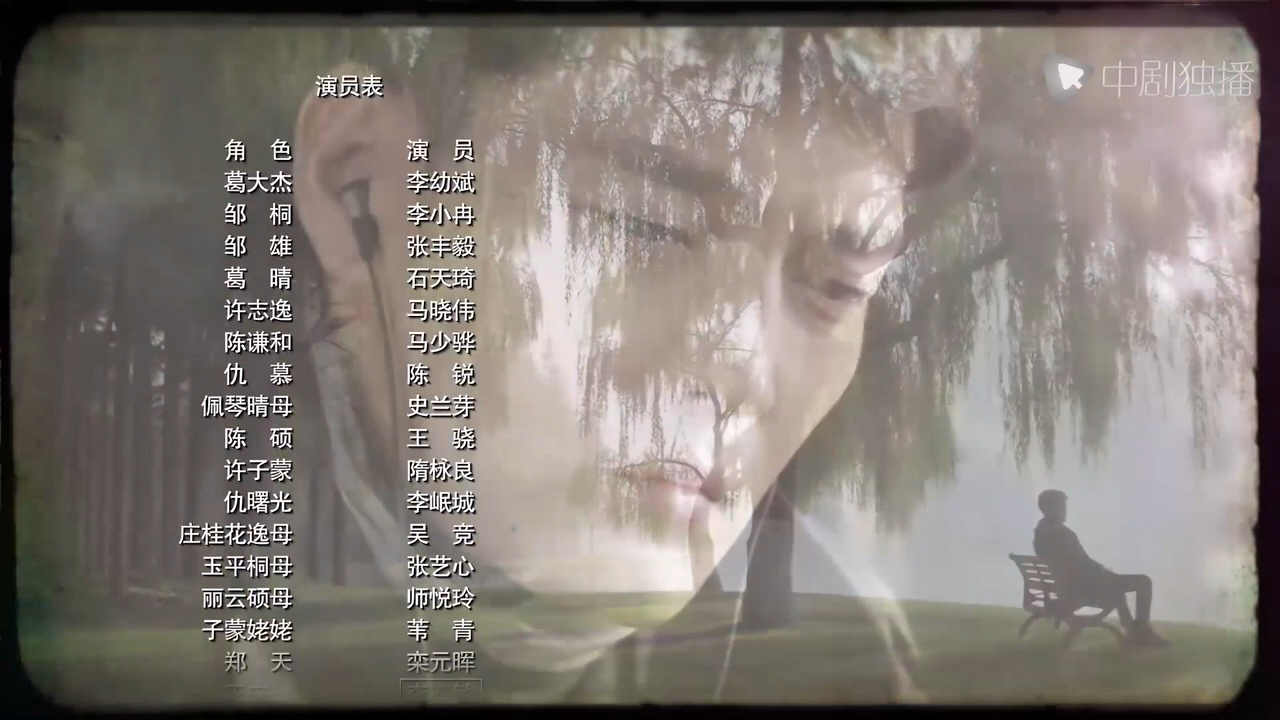 中剧独播
演员表
角 色 演 员
葛大杰 李幼斌
邹 桐 李小冉
邹 雄 张丰毅
葛 晴 石天琦
许志逸 马晓伟
陈谦和 马少骅
仇 慕 陈 锐
佩琴晴母 史兰芽
陈 硕 王 骁
许子蒙 隋栐良
仇曙光 李岷城
庄桂花逸母 吴 竞
玉平桐母 张艺心
丽云硕母 师悦玲
子蒙姥姥 苇 青
郑 天 栾元晖